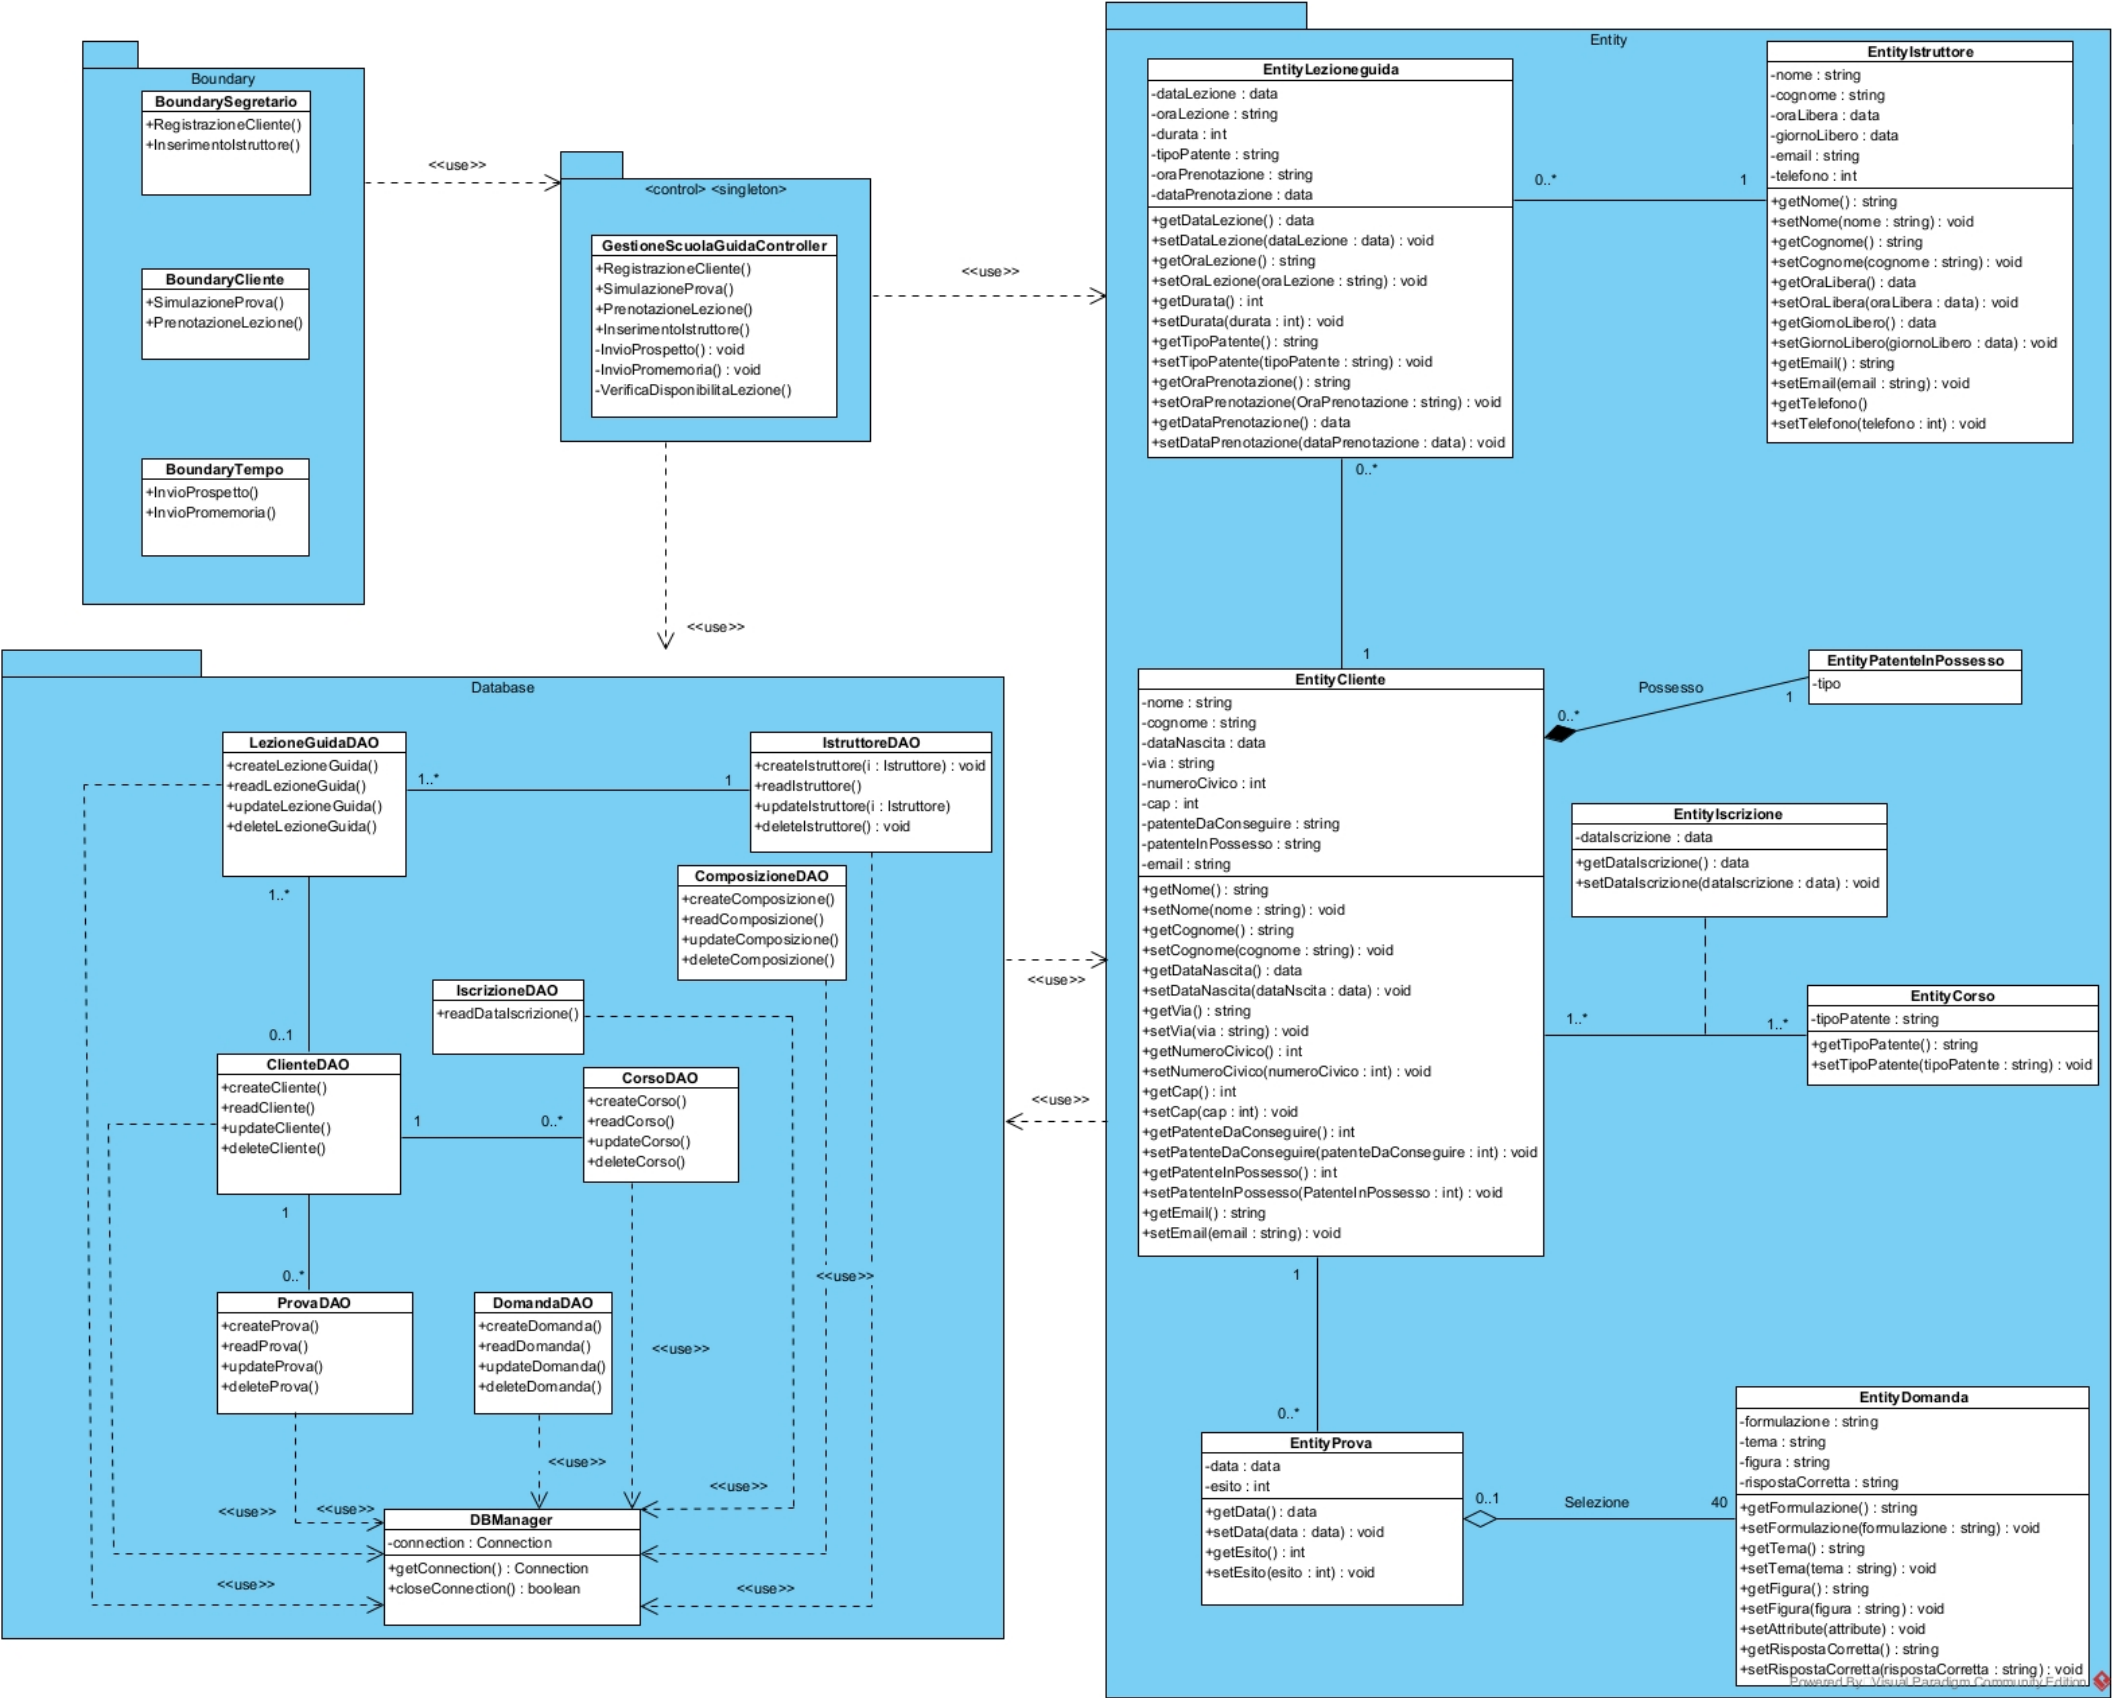 Boundary
BoundarySegretario
+RegistrazioneCliente()
+InserimentoIstruttore()
BoundaryCliente
+SimulazioneProva()
+PrenotazioneLezione()
BoundaryTempo
+InvioProspetto()
+InvioPromemoria()
<<use>>
<control> <singleton>
GestioneScuolaGuidaController
+RegistrazioneCliente()
+SimulazioneProva()
+PrenotazioneLezione()
+InserimentoIstruttore()
-InvioProspetto() : void
-InvioPromemoria() : void
-VerificaDisponibilitaLezione()
<<use>>
<<use>>
Entity
EntityLezioneguida
-dataLezione : data
-oraLezione : string
-durata : int
-tipoPatente : string
-oraPrenotazione : string
-dataPrenotazione : data
+getDataLezione() : data
+setDataLezione(dataLezione : data) : void
+getOraLezione() : string
+setOraLezione(oraLezione : string) : void
+getDurata() : int
+setDurata(durata : int) : void
+getTipoPatente() : string
+setTipoPatente(tipoPatente : string) : void
+getOraPrenotazione() : string
+setOraPrenotazione(OraPrenotazione : string) : void
+getDataPrenotazione() : data
+setDataPrenotazione(dataPrenotazione : data) : void
0..*
1
EntityIstruttore
-nome : string
-cognome : string
-oraLibera : data
-giornoLibero : data
-email : string
-telefono : int
+getNome() : string
+setNome(nome : string) : void
+getCognome() : string
+setCognome(cognome : string) : void
+getOraLibera() : data
+setOraLibera(oraLibera : data) : void
+getGiornoLibero() : data
+setGiornoLibero(giornoLibero : data) : void
+getEmail() : string
+setEmail(email : string) : void
+getTelefono()
+setTelefono(telefono : int) : void
0..*
1
EntityCliente
-nome : string
-cognome : string
-dataNascita : data
-via : string
-numeroCivico : int
-cap : int
-patenteDaConseguire : string
-patenteInPossesso : string
-email : string
+getNome() : string
+setNome(nome : string) : void
+getCognome() : string
+setCognome(cognome : string) : void
+getDataNascita() : data
+setDataNascita(dataNscita : data) : void
+getVia() : string
+setVia(via : string) : void
+getNumeroCivico() : int
+setNumeroCivico(numeroCivico : int) : void
+getCap() : int
+setCap(cap : int) : void
+getPatenteDaConseguire() : int
+setPatenteDaConseguire(patenteDaConseguire : int) : void
+getPatenteInPossesso() : int
+setPatenteInPossesso(PatenteInPossesso : int) : void
+getEmail() : string
+setEmail(email : string) : void
0..*
Possesso
1
EntityPatenteInPossesso
-tipo
EntityIscrizione
-dataIscrizione : data
+getDataIscrizione() : data
+setDataIscrizione(dataIscrizione : data) : void
1..*
1..*
EntityCorso
-tipoPatente : string
+getTipoPatente() : string
+setTipoPatente(tipoPatente : string) : void
1
0..*
EntityProva
-data : data
-esito : int
+getData() : data
+setData(data : data) : void
+getEsito() : int
+setEsito(esito : int) : void
0..1
Selezione
40
EntityDomanda
-formulazione : string
-tema : string
-figura : string
-rispostaCorretta : string
+getFormulazione() : string
+setFormulazione(formulazione : string) : void
+getTema() : string
+setTema(tema : string) : void
+getFigura() : string
+setFigura(figura : string) : void
+setAttribute(attribute) : void
+getRispostaCorretta() : string
+setRispostaCorretta(rispostaCorretta : string) : void
Powered By: Visual Paradigm Community Edition
<<use>>
<<use>>
Database
LezioneGuidaDAO
+createLezioneGuida()
+readLezioneGuida()
+updateLezioneGuida()
+deleteLezioneGuida()
1..*
1
IstruttoreDAO
+createIstruttore(i : Istruttore) : void
+readIstruttore()
+updateIstruttore(i : Istruttore)
+deleteIstruttore() : void
ComposizioneDAO
+createComposizione()
+readComposizione()
+updateComposizione()
+deleteComposizione()
1..*
0..1
IscrizioneDAO
+readDataIscrizione()
ClienteDAO
+createCliente()
+readCliente()
+updateCliente()
+deleteCliente()
1
0..*
CorsoDAO
+createCorso()
+readCorso()
+updateCorso()
+deleteCorso()
1
0..*
ProvaDAO
+createProva()
+readProva()
+updateProva()
+deleteProva()
DomandaDAO
+createDomanda()
+readDomanda()
+updateDomanda()
+deleteDomanda()
<<use>>
<<use>>
<<use>>
<<use>>
<<use>>
<<use>>
DBManager
-connection : Connection
+getConnection() : Connection
+closeConnection() : boolean
<<use>>
<<use>>